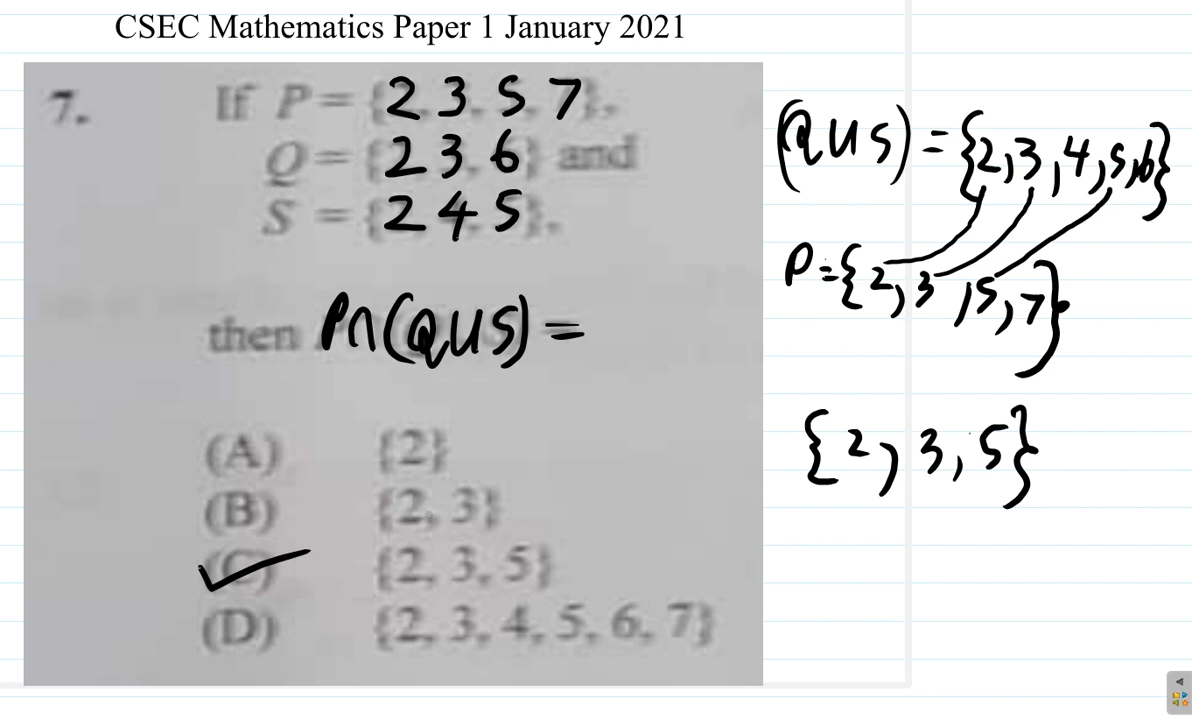 CSEC Mathematics Paper 1 January 2021
7. If P = {2, 3, 5, 7},
Q = {2, 3, 6} and
S = {2, 4, 5},
then P∩(Q∪S) =
(A) {2}
(B) {2, 3}
(C) {2, 3, 5}
(D) {2, 3, 4, 5, 6, 7}
(Q∪S) = {2,3,4,5,6}
P = {2,3,5,7}
{2,3,5}